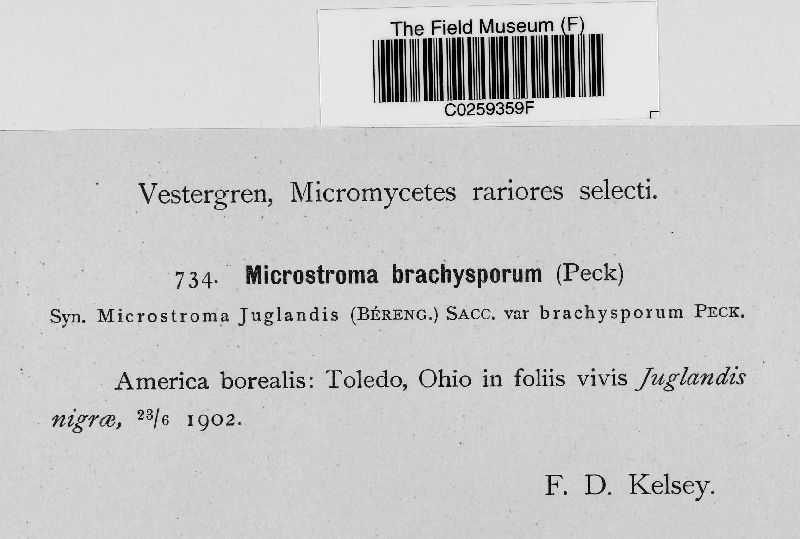 The Field Museum (F)
C0259359F
Vestergren, Micromycetes rariores selecti.
734. Microstroma brachysporum (Peck)
Syn. Microstroma Juglandis (BÉRENG.) SACC. var brachysporum PECK.
America borealis: Toledo, Ohio in foliis vivis Juglandis
nigræ, 23/6 1902.
F. D. Kelsey.